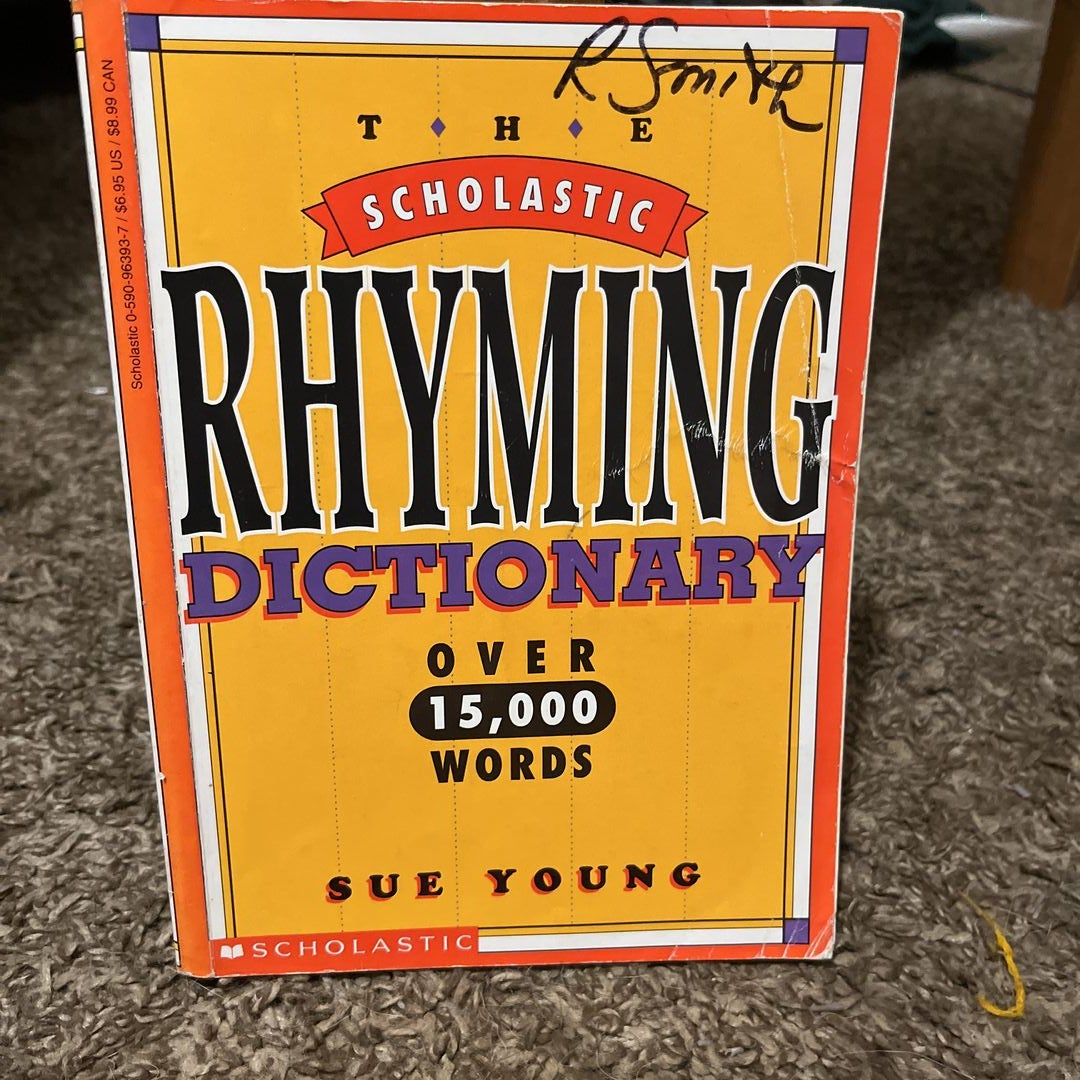 R Smith
T ♦ H ♦ E
SCHOLASTIC
RHYMING
DICTIONARY
OVER
15,000
WORDS
SUE YOUNG
SCHOLASTIC
Scholastic 0-590-96393-7 / $6.95 US / $8.99 CAN